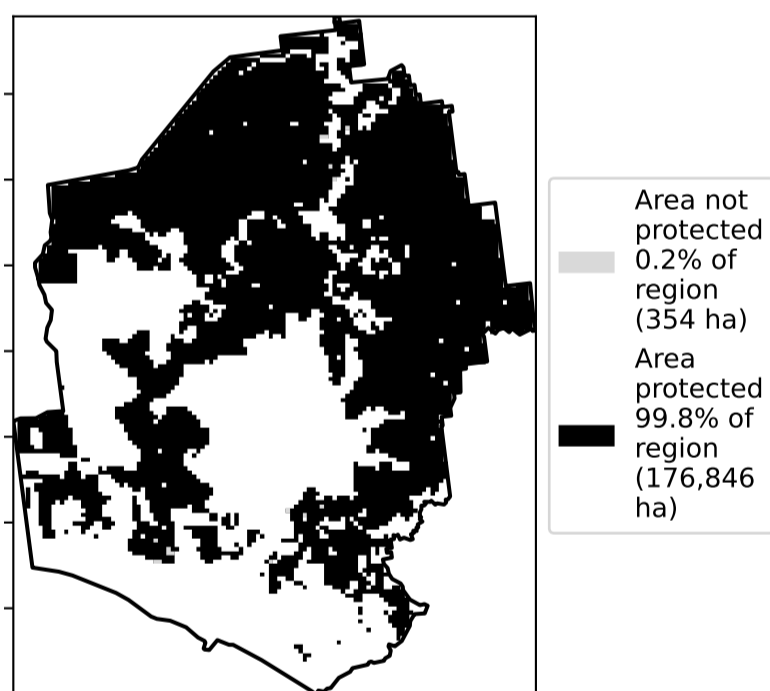 Area not
protected
0.2% of
region
(354 ha)
Area
protected
99.8% of
region
(176,846
ha)